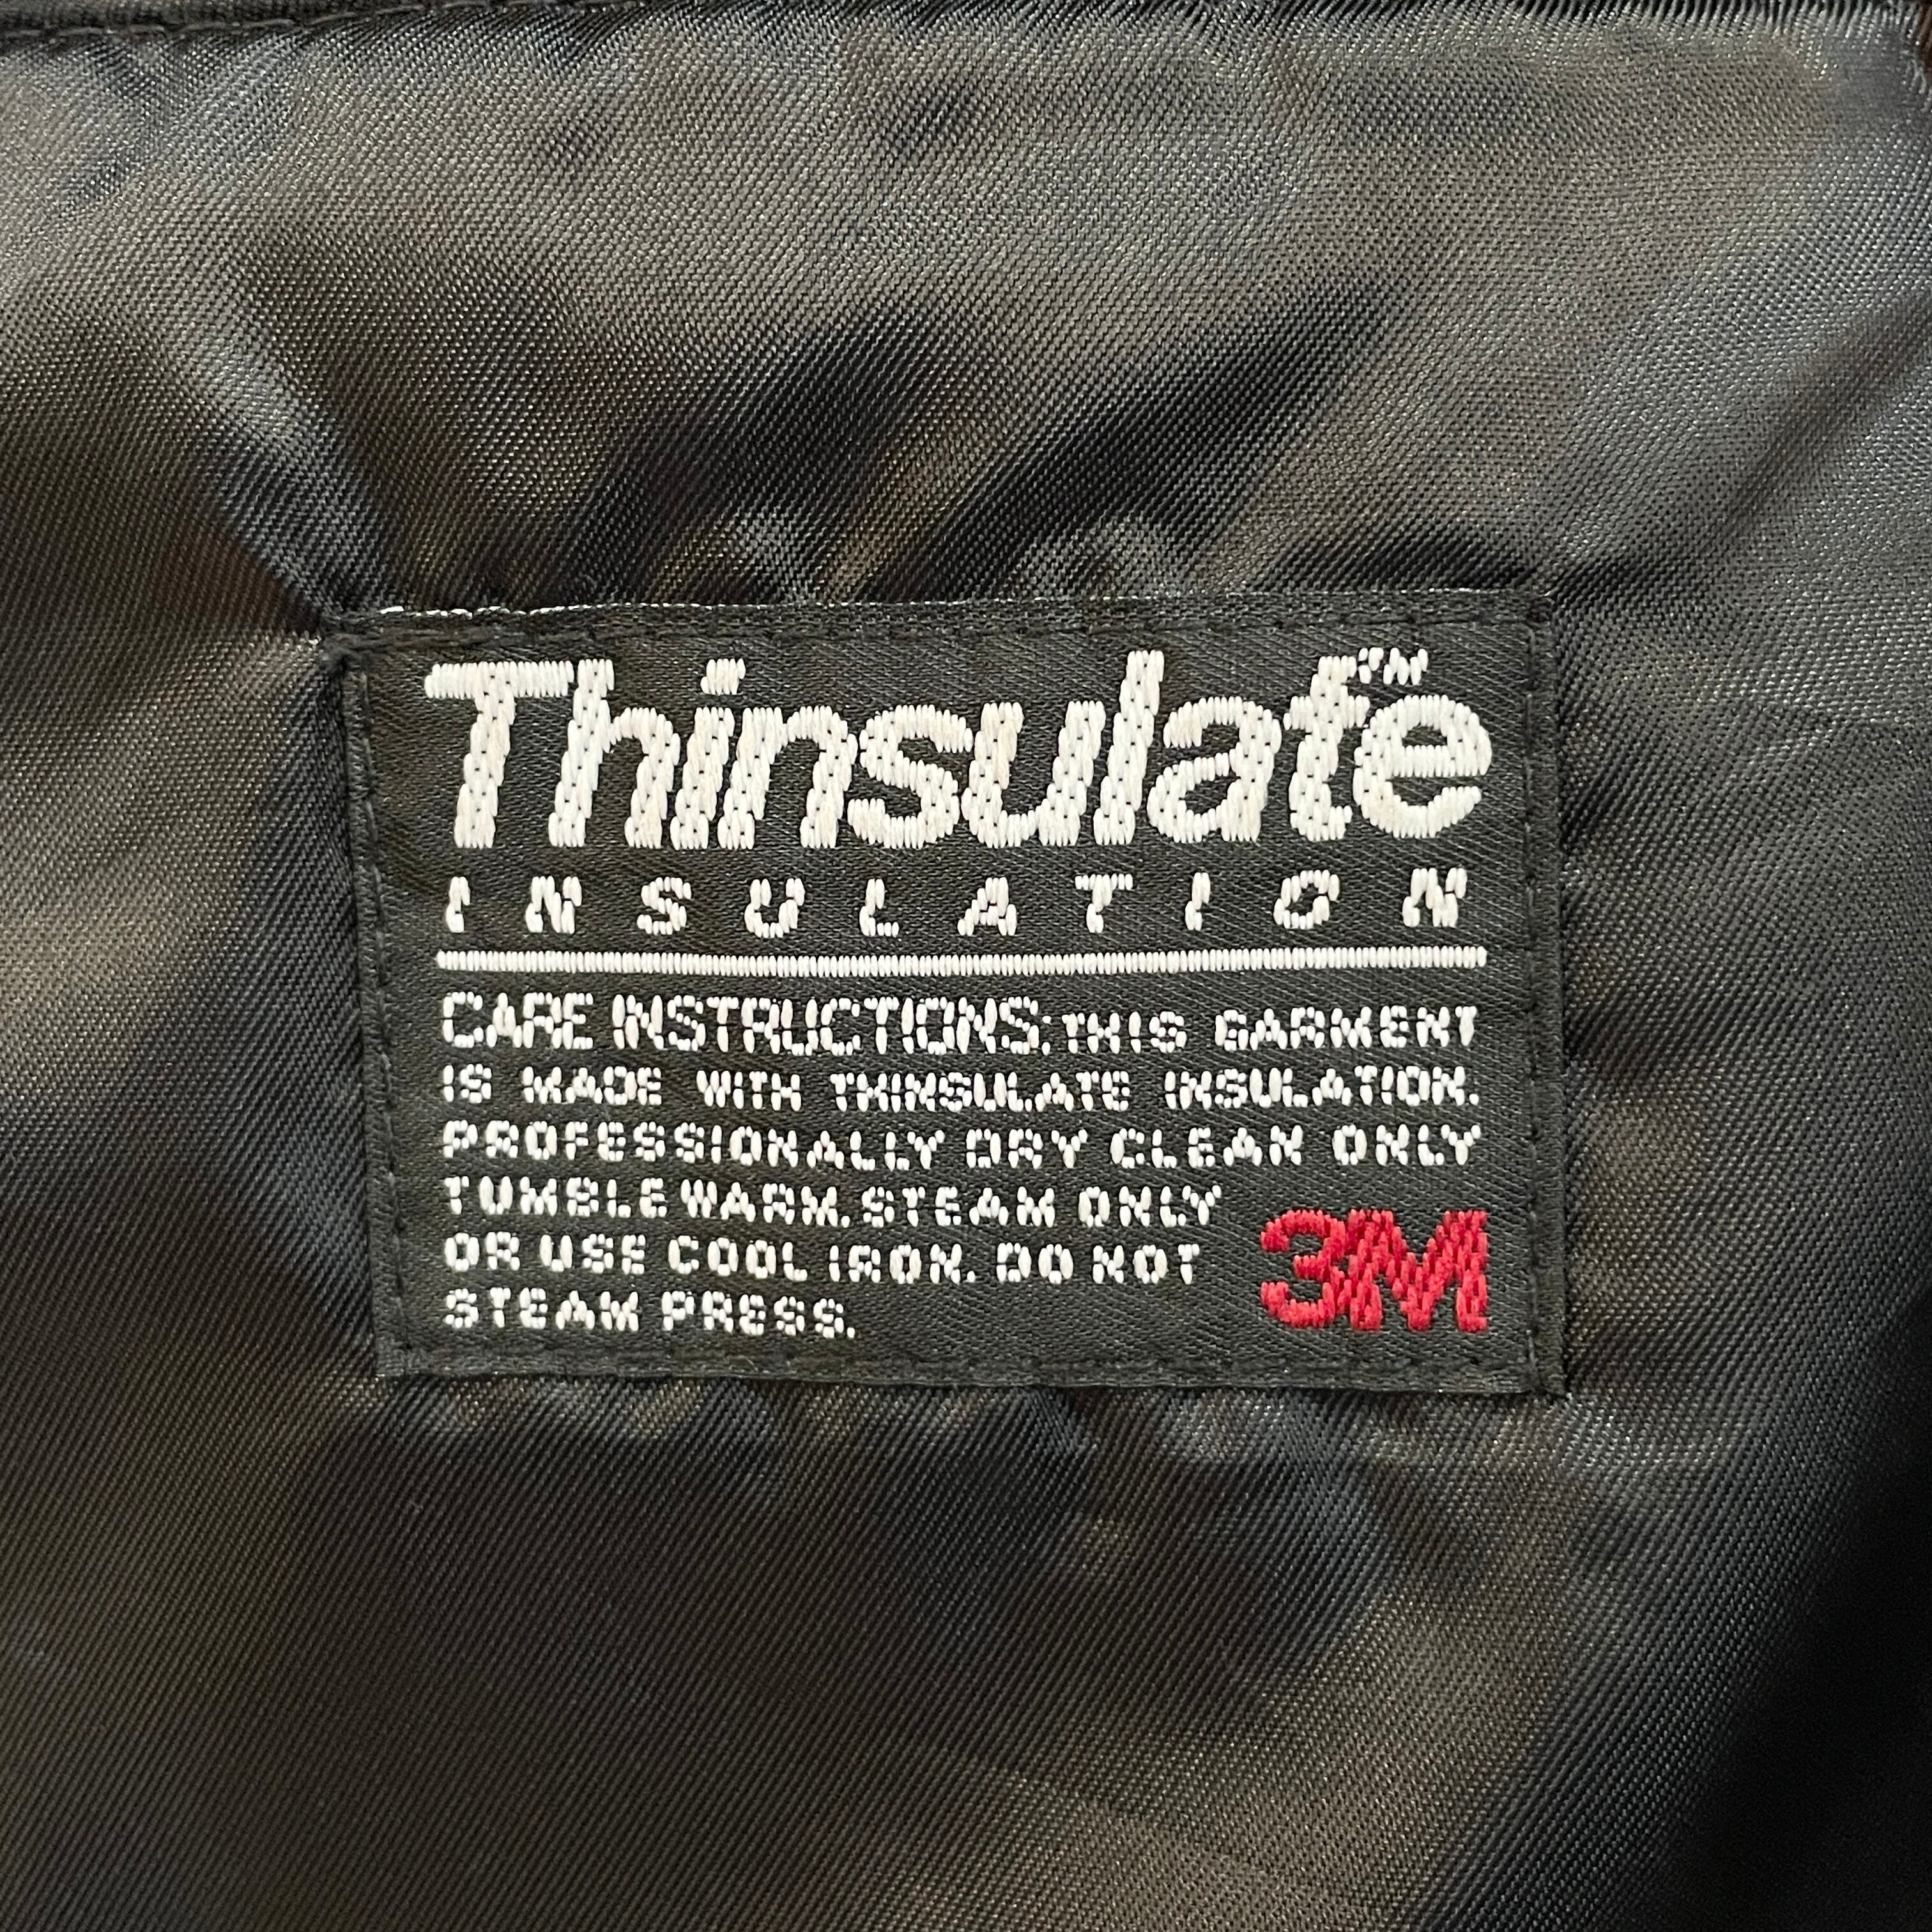 Thinsulate™
INSULATION
CARE INSTRUCTIONS: THIS GARMENT
IS MADE WITH THINSULATE INSULATION.
PROFESSIONALLY DRY CLEAN ONLY
TUMBLE WARM. STEAM ONLY
OR USE COOL IRON. DO NOT
STEAM PRESS.
3M